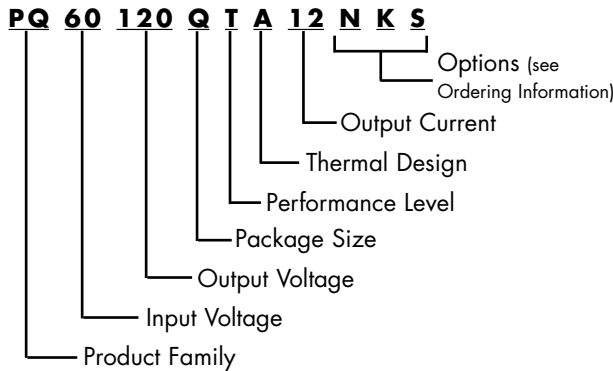 PQ 60 120 Q T A 12 N K S
Options (see
Ordering Information)
Output Current
Thermal Design
Performance Level
Package Size
Output Voltage
Input Voltage
Product Family